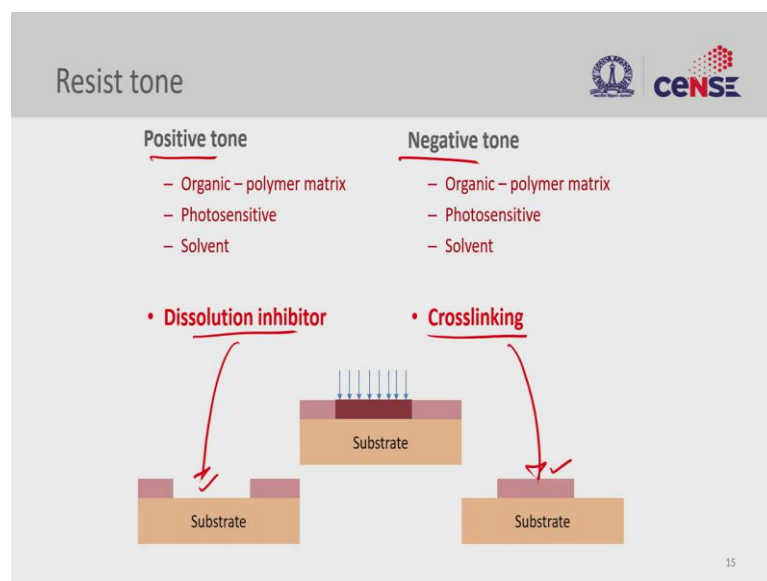 Resist tone
CeNSE
Positive tone
– Organic – polymer matrix
– Photosensitive
– Solvent
• Dissolution inhibitor
Negative tone
– Organic – polymer matrix
– Photosensitive
– Solvent
• Crosslinking
Substrate
Substrate
Substrate
15